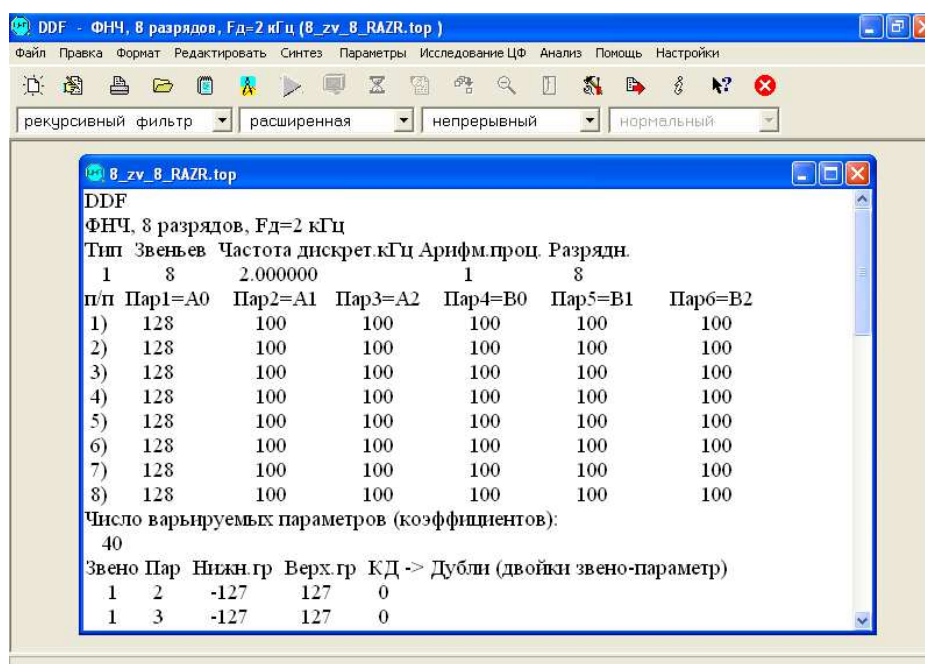 DDF - ФНЧ, 8 разрядов, Fд=2 кГц (8_zv_8_RAZR.top )
Файл Правка Формат Редактировать Синтез Параметры Исследование ЦФ Анализ Помощь Настройки
рекурсивный фильтр расширенная непрерывный нормальный
8_zv_8_RAZR.top
DDF
ФНЧ, 8 разрядов, Fд=2 кГц
Тип Звеньев Частота дискрет.кГц Арифм.проц. Разрядн.
1 8 2.000000 1 8
п/п Пар1=A0 Пар2=A1 Пар3=A2 Пар4=B0 Пар5=B1 Пар6=B2
1) 128 100 100 100 100 100
2) 128 100 100 100 100 100
3) 128 100 100 100 100 100
4) 128 100 100 100 100 100
5) 128 100 100 100 100 100
6) 128 100 100 100 100 100
7) 128 100 100 100 100 100
8) 128 100 100 100 100 100
Число варьируемых параметров (коэффициентов):
40
Звено Пар Нижн.гр Верх.гр КД -> Дубли (двойки звено-параметр)
1 2 -127 127 0
1 3 -127 127 0